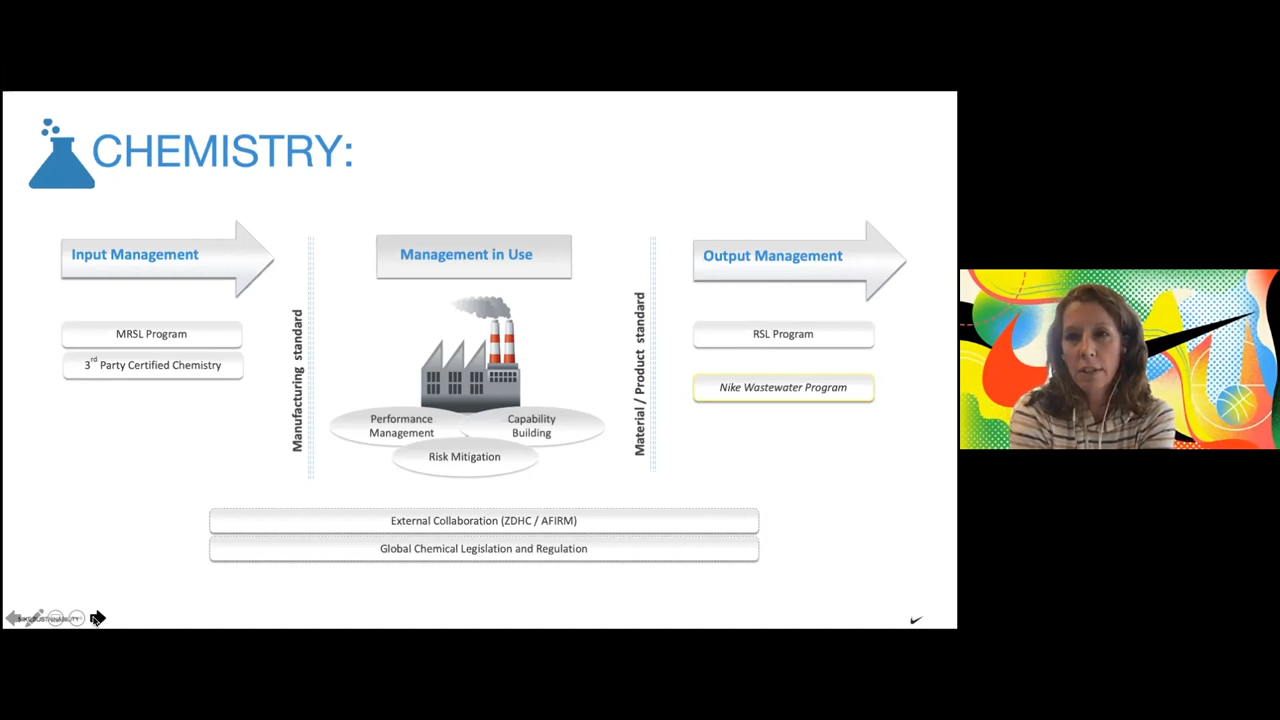 CHEMISTRY:
Input Management
Management in Use
Output Management
MRSL Program
3rd Party Certified Chemistry
Manufacturing standard
Performance
Management
Capability
Building
Risk Mitigation
Material / Product standard
RSL Program
Nike Wastewater Program
External Collaboration (ZDHC / AFIRM)
Global Chemical Legislation and Regulation
NIKE SUSTAINABILITY